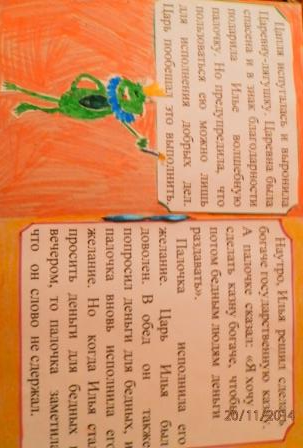 Цапля испугалась и выронила
Царевну-лягушку. Царевна была
спасена и в знак благодарности
подарила Илье волшебную
палочку. Но предупредила, что
пользоваться ею можно лишь
для исполнения добрых дел.
Царь пообещал это выполнить.
Наутро, Илья решил сделать
богаче государственную казну.
А палочке сказал: «Я хочу
сделать казну богаче, чтобы
потом бедным людям деньги
раздавать».
Палочка исполнила его
желание. Царь Илья был
доволен. В обед он также
попросил деньги для бедных, и
палочка вновь исполнила его
желание. Но когда Илья стал
просить деньги для бедных
вечером, то палочка заметила
что он слово не сдержал.
20/11/2014